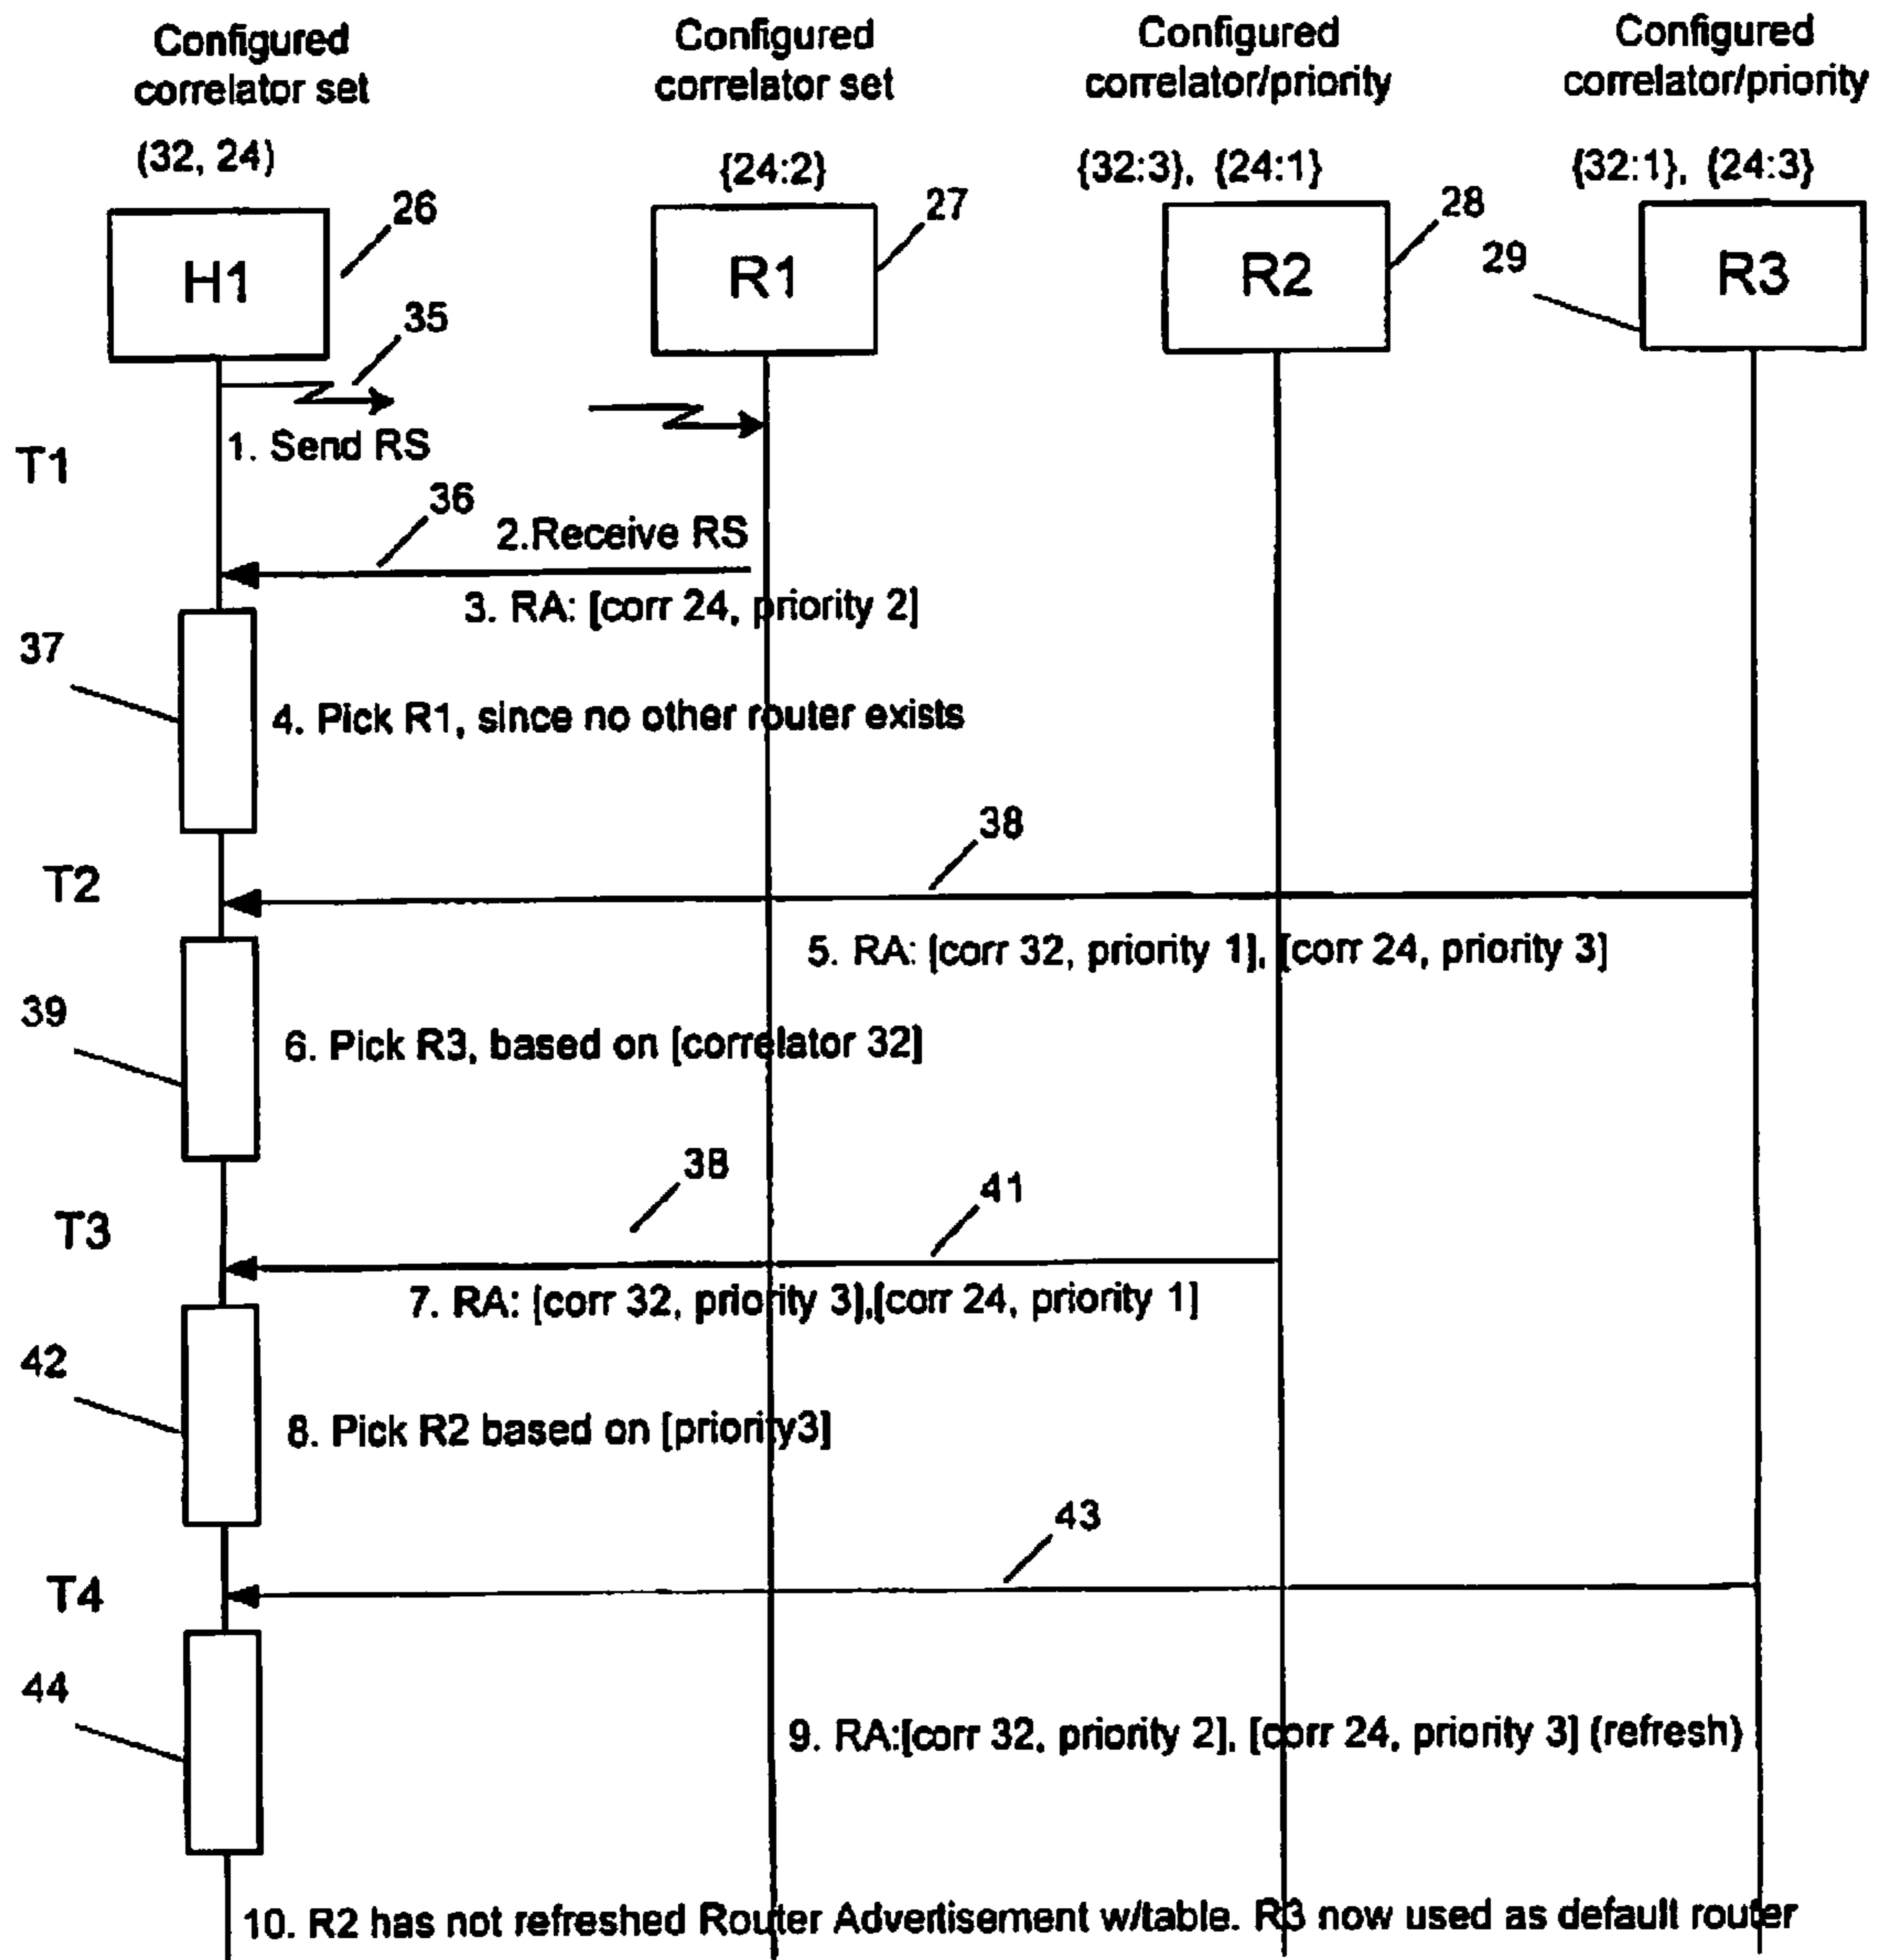 Configured
correlator set
(32, 24}
Configured
correlator set
{24:2}
Configured
correlator/priority
{32:3}, {24:1}
Configured
correlator/priority
{32:1}, {24:3}
H1
26
R1
27
R2
28
29
R3
35
1. Send RS
T1
36
2.Receive RS
3. RA: [corr 24, priority 2]
37
4. Pick R1, since no other router exists
T2
38
5. RA: [corr 32, priority 1], [corr 24, priority 3]
39
6. Pick R3, based on [correlator 32]
38
41
T3
7. RA: [corr 32, priority 3],[corr 24, priority 1]
42
8. Pick R2 based on [priority3]
43
T4
44
9. RA:[corr 32, priority 2], [corr 24, priority 3] (refresh)
10. R2 has not refreshed Router Advertisement w/table. R3 now used as default router